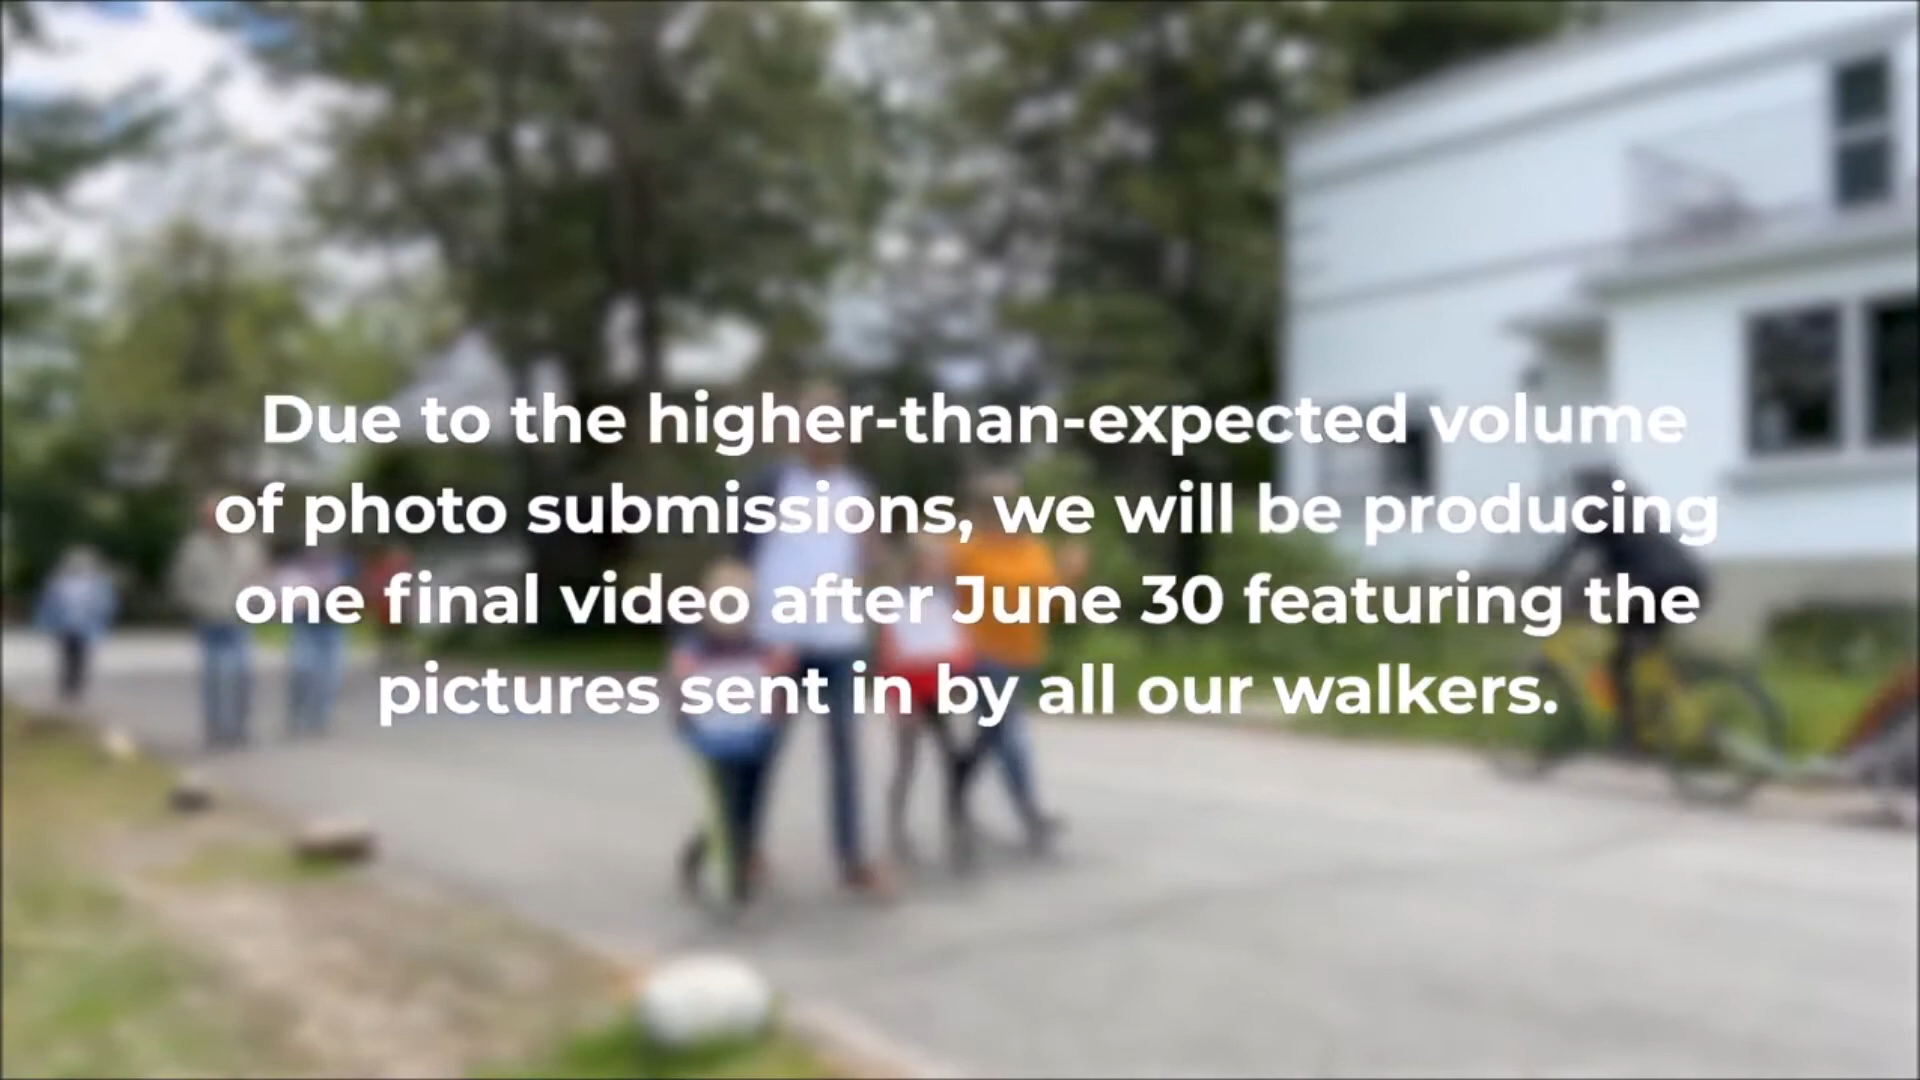 Due to the higher-than-expected volume
of photo submissions, we will be producing
one final video after June 30 featuring the
pictures sent in by all our walkers.